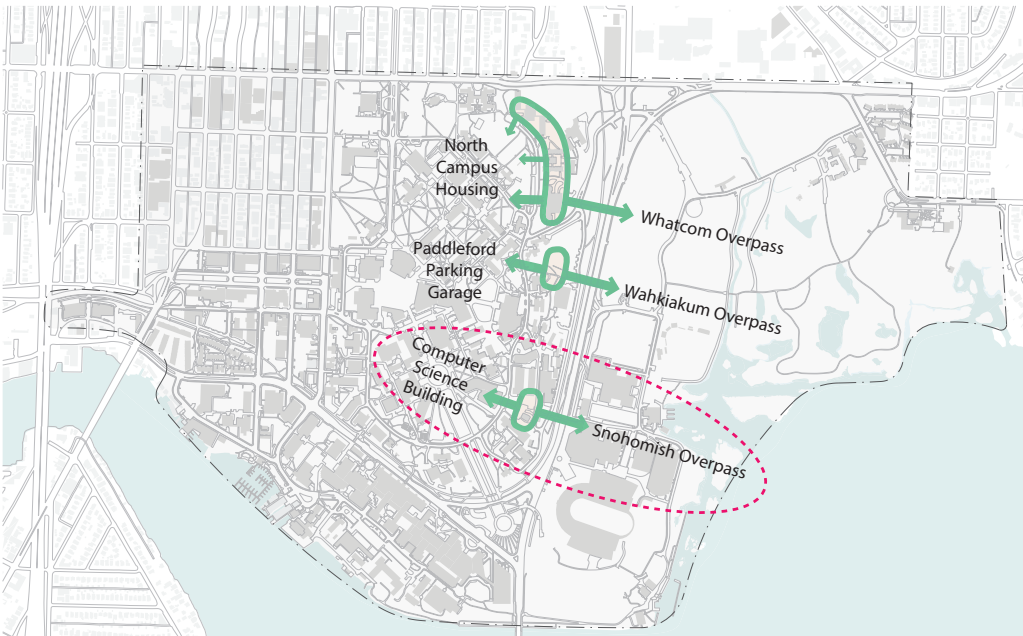 North
Campus
Housing
Whatcom Overpass
Paddleford
Parking
Garage
Wahkiakum Overpass
Computer
Science
Building
Snohomish Overpass